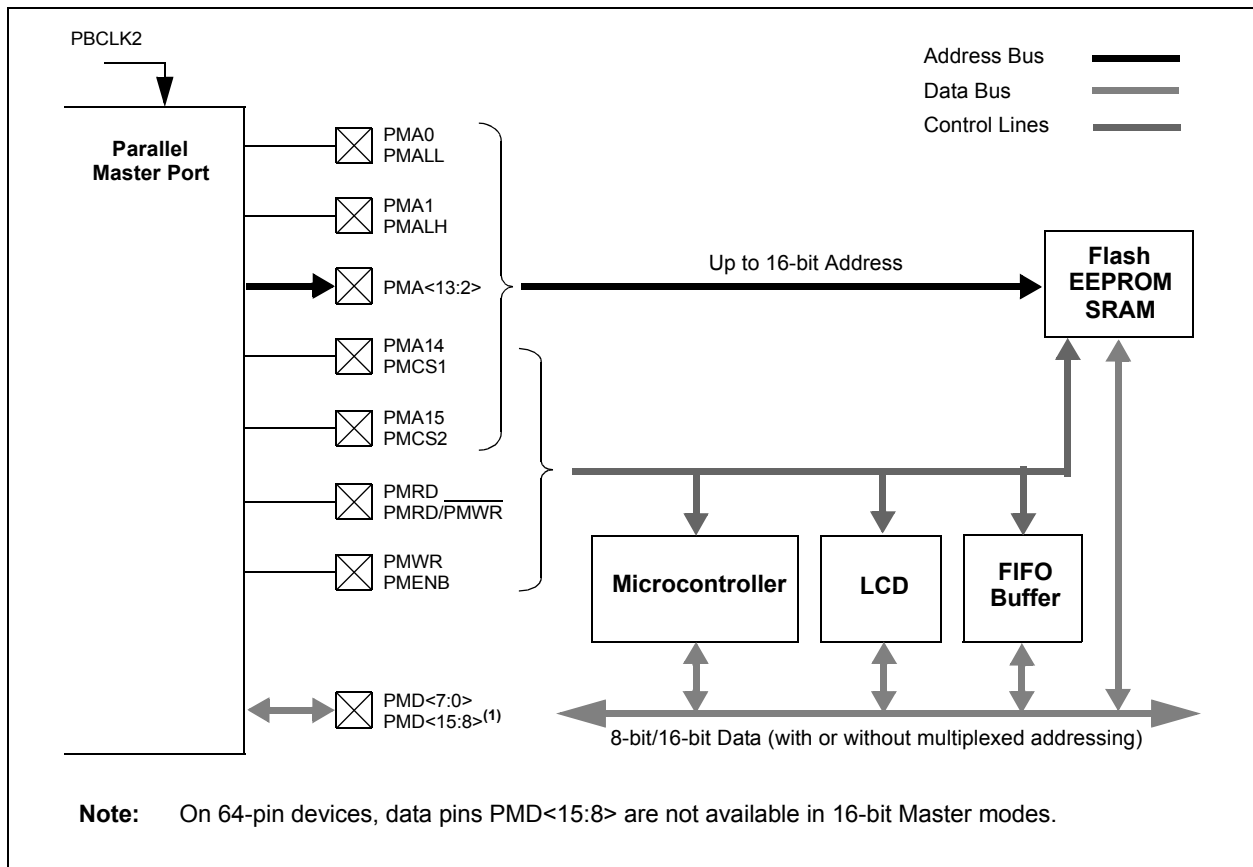 PBCLK2
Address Bus
Data Bus
Control Lines
Parallel
Master Port
PMA0
PMALL
PMA1
PMALH
PMA<13:2>
PMA14
PMCS1
PMA15
PMCS2
PMRD
PMRD/PMWR
PMWR
PMENB
PMD<7:0>
PMD<15:8>(1)
Up to 16-bit Address
Flash
EEPROM
SRAM
Microcontroller
LCD
FIFO
Buffer
8-bit/16-bit Data (with or without multiplexed addressing)
Note: On 64-pin devices, data pins PMD<15:8> are not available in 16-bit Master modes.